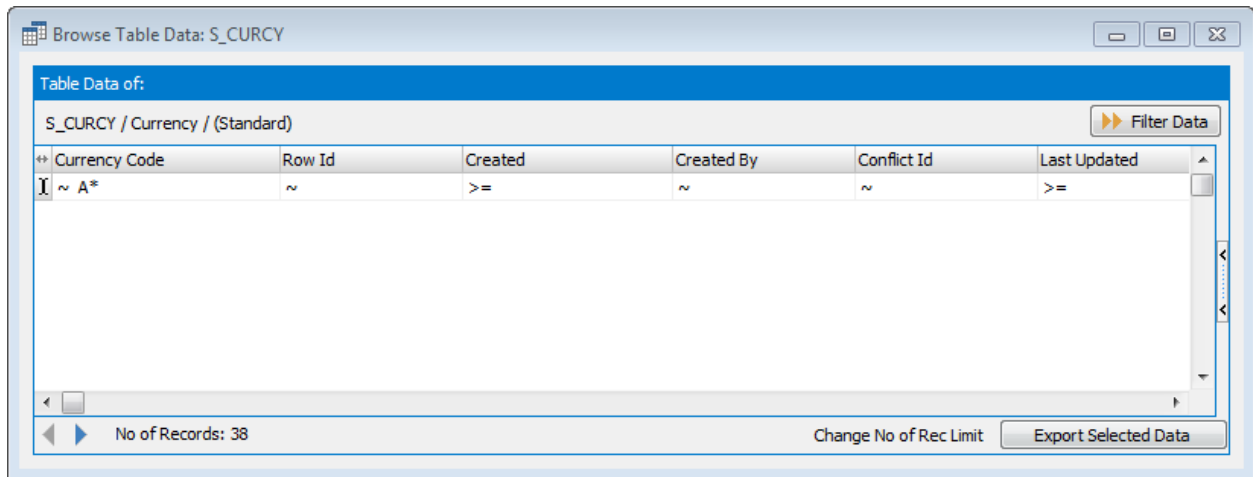 Browse Table Data: S_CURCY
Table Data of:
S_CURCY / Currency / (Standard)
Filter Data
Currency Code Row Id Created Created By Conflict Id Last Updated
~ A* ~ >= ~ ~ >=
No of Records: 38 Change No of Rec Limit Export Selected Data